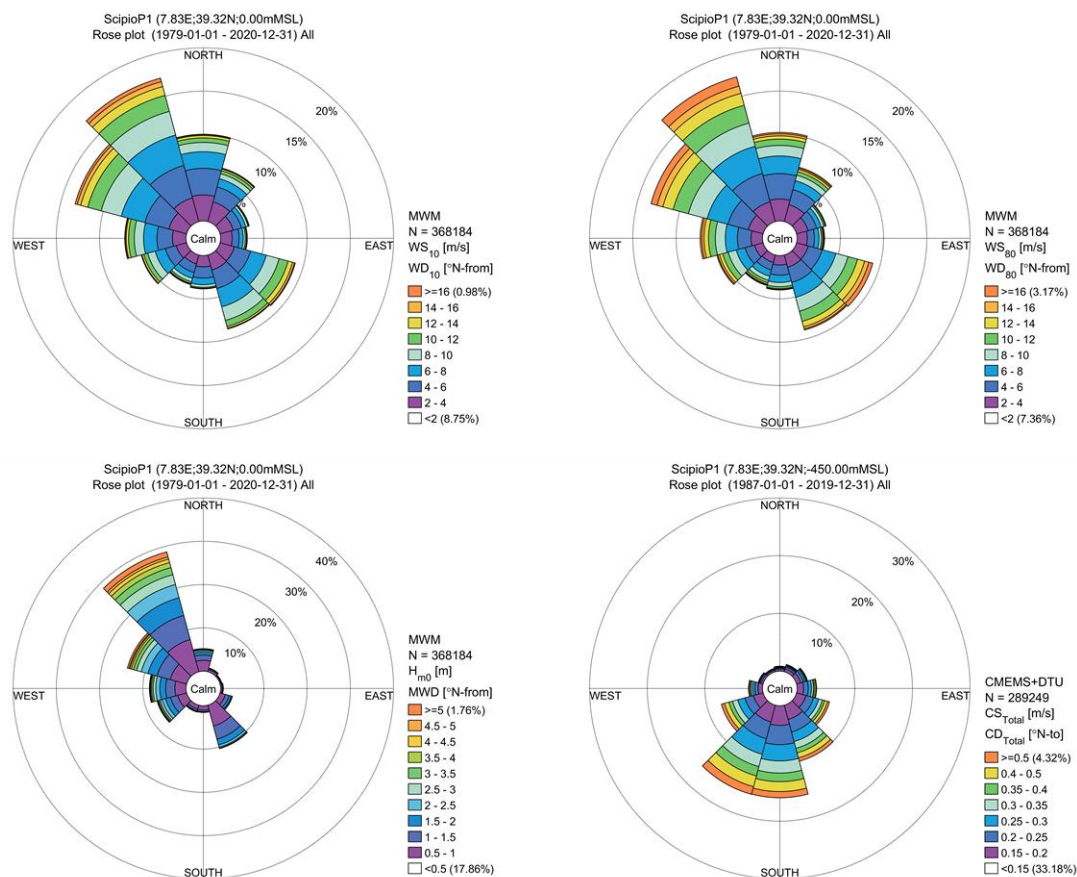 ScipioP1 (7.83E;39.32N;0.00mMSL)
Rose plot (1979-01-01 - 2020-12-31) All
NORTH
20%
15%
10%
%
WEST
Calm
EAST
SOUTH
MWM
N = 368184
WS10 [m/s]
WD10 [°N-from]
>=16 (0.98%)
14 - 16
12 - 14
10 - 12
8 - 10
6 - 8
4 - 6
2 - 4
<2 (8.75%)
ScipioP1 (7.83E;39.32N;0.00mMSL)
Rose plot (1979-01-01 - 2020-12-31) All
NORTH
20%
15%
10%
%
WEST
Calm
EAST
SOUTH
MWM
N = 368184
WS80 [m/s]
WD80 [°N-from]
>=16 (3.17%)
14 - 16
12 - 14
10 - 12
8 - 10
6 - 8
4 - 6
2 - 4
<2 (7.36%)
ScipioP1 (7.83E;39.32N;0.00mMSL)
Rose plot (1979-01-01 - 2020-12-31) All
NORTH
40%
30%
20%
10%
WEST
Calm
EAST
SOUTH
MWM
N = 368184
Hm0 [m]
MWD [°N-from]
>=5 (1.76%)
4.5 - 5
4 - 4.5
3.5 - 4
3 - 3.5
2.5 - 3
2 - 2.5
1.5 - 2
1 - 1.5
0.5 - 1
<0.5 (17.86%)
ScipioP1 (7.83E;39.32N;-450.00mMSL)
Rose plot (1987-01-01 - 2019-12-31) All
NORTH
30%
20%
10%
WEST
Calm
EAST
SOUTH
CMEMS+DTU
N = 289249
CSTotal [m/s]
CDTotal [°N-to]
>=0.5 (4.32%)
0.4 - 0.5
0.35 - 0.4
0.3 - 0.35
0.25 - 0.3
0.2 - 0.25
0.15 - 0.2
<0.15 (33.18%)